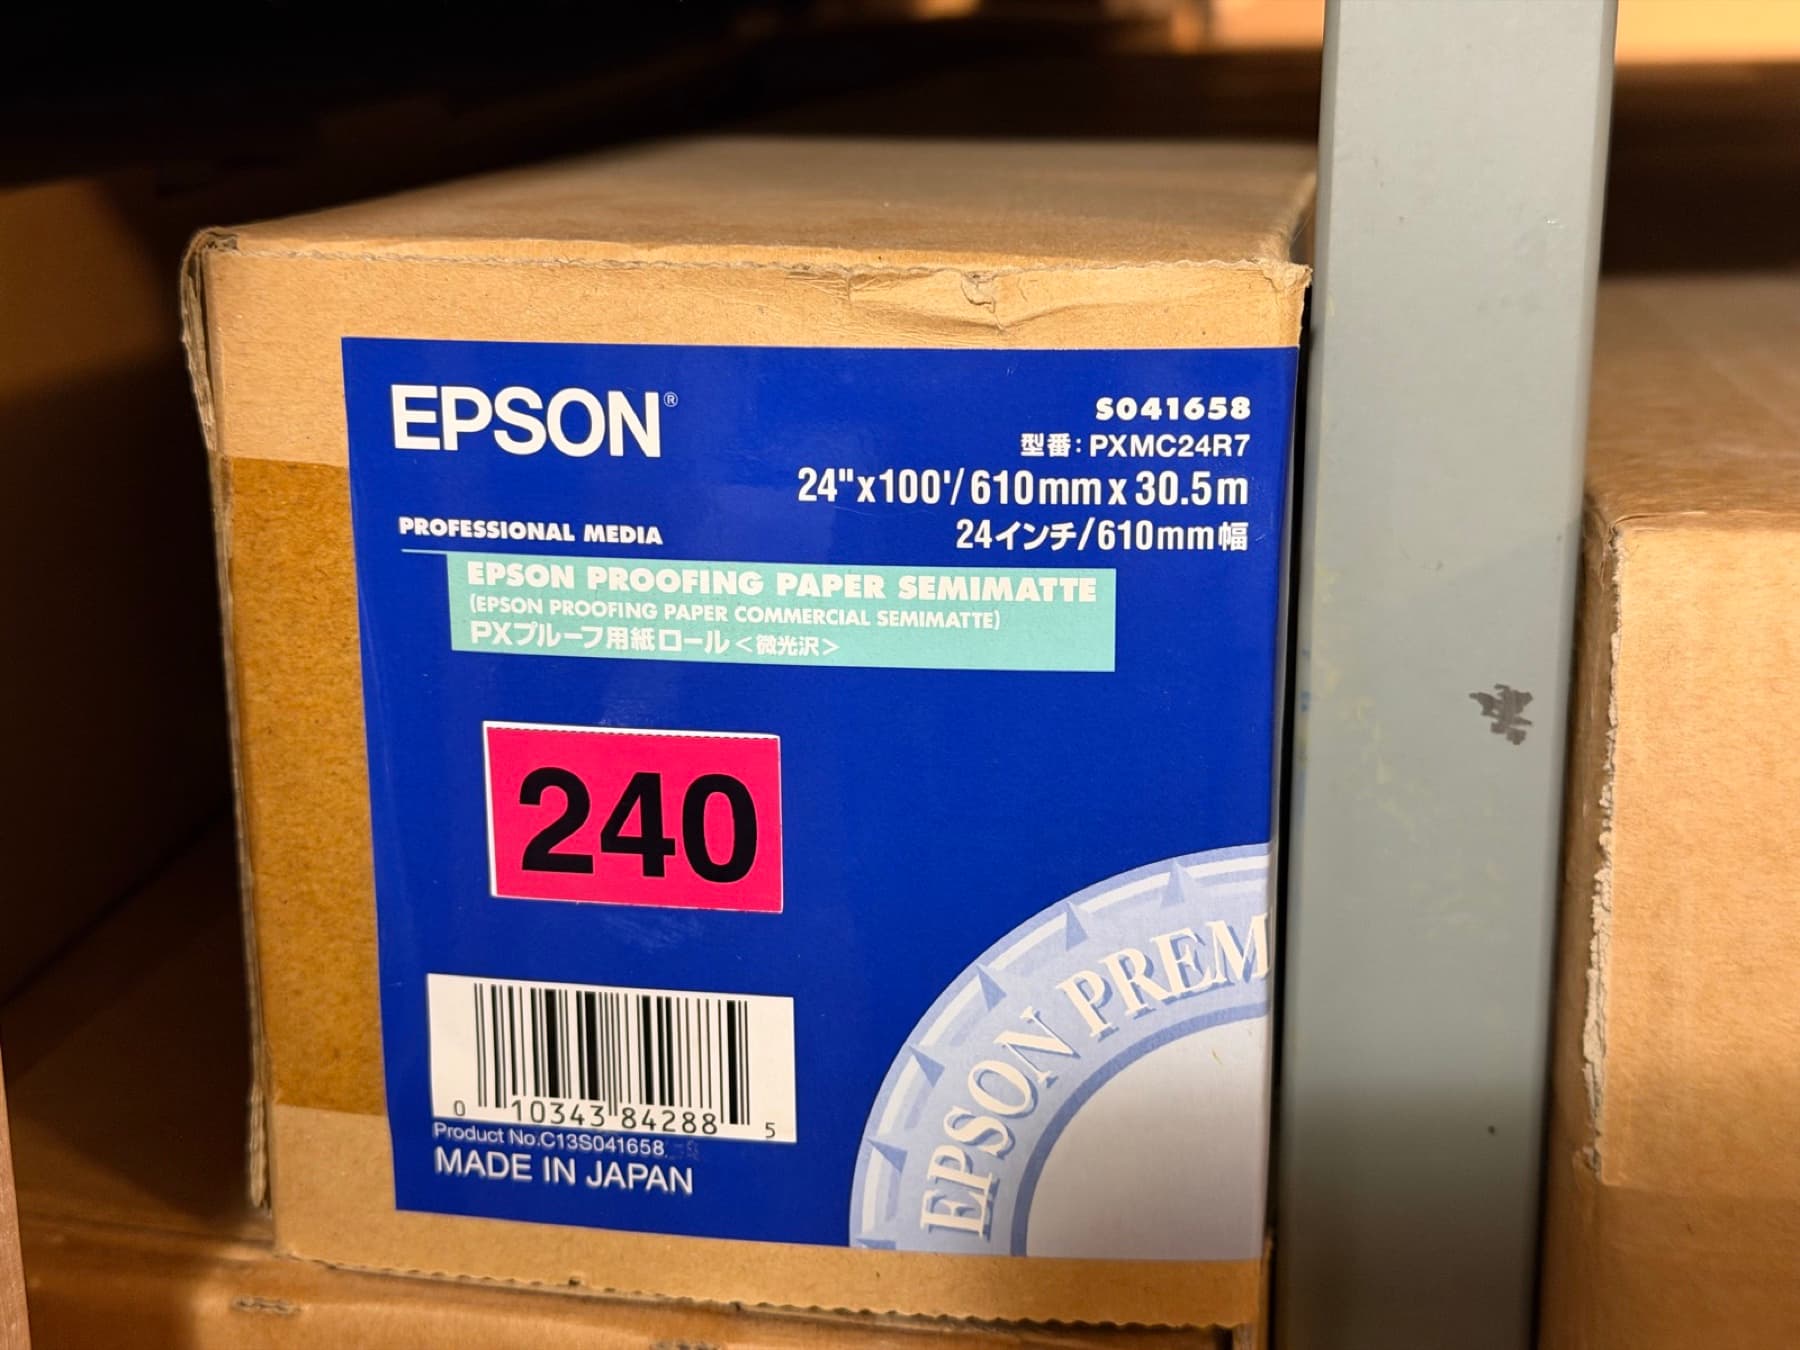 EPSON®
S041658
型番: PXMC24R7
24"x100'/610mm x 30.5m
24インチ/610mm幅
PROFESSIONAL MEDIA
EPSON PROOFING PAPER SEMIMATTE
(EPSON PROOFING PAPER COMMERCIAL SEMIMATTE)
PXプルーフ用紙ロール<微光沢>
240
0 10343 84288 5
Product No.C13S041658
MADE IN JAPAN
EPSON PREM